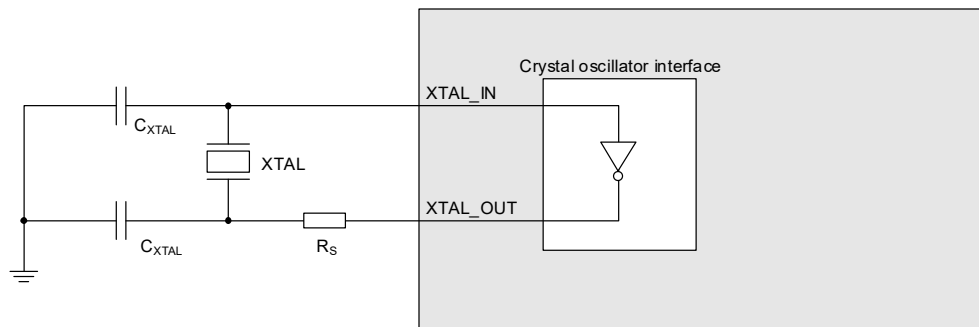 Crystal oscillator interface
XTAL_IN
CXTAL
XTAL
XTAL_OUT
CXTAL
RS